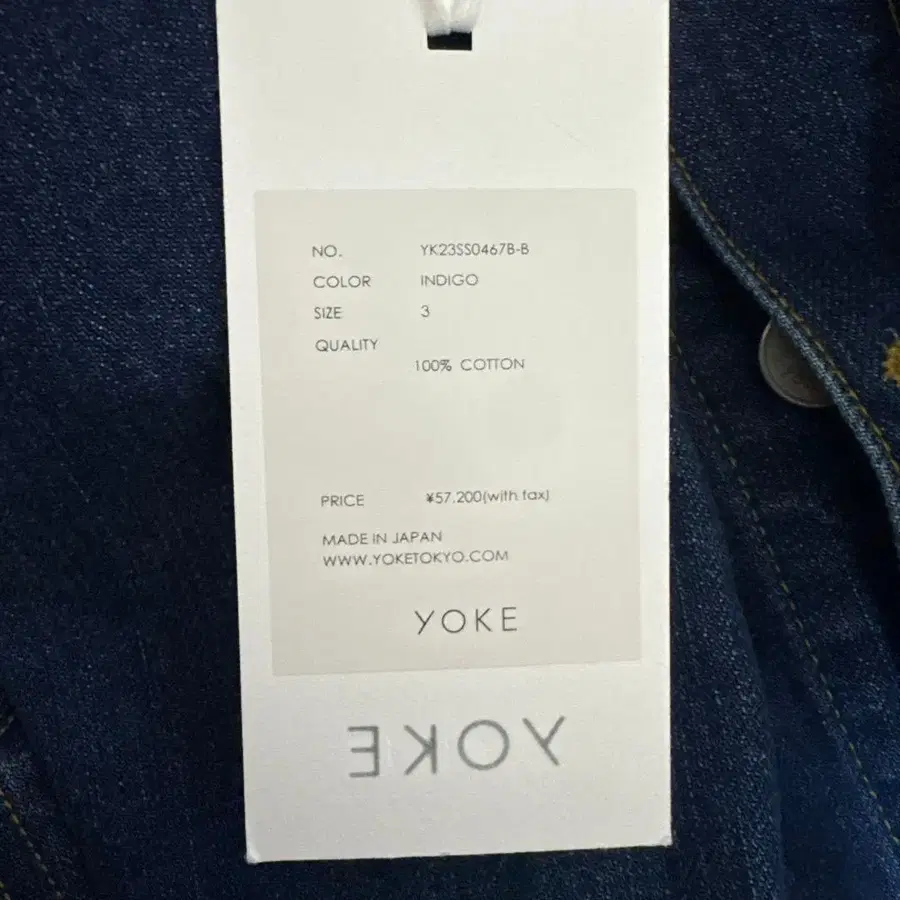 NO. YK23SS0467B-B
COLOR INDIGO
SIZE 3
QUALITY
100% COTTON
PRICE ¥57,200(with tax)
MADE IN JAPAN
WWW.YOKETOKYO.COM
YOKE
YOKE